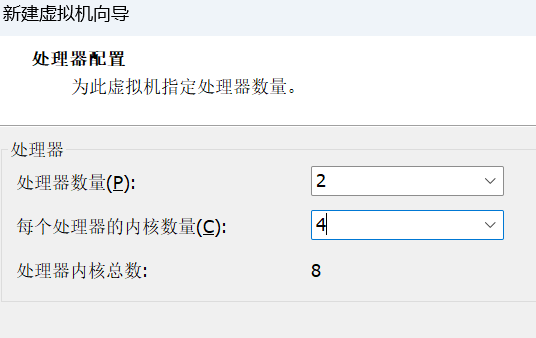 新建虚拟机向导
处理器配置
为此虚拟机指定处理器数量。
处理器
处理器数量(P): 2
每个处理器的内核数量(C): 4
处理器内核总数: 8